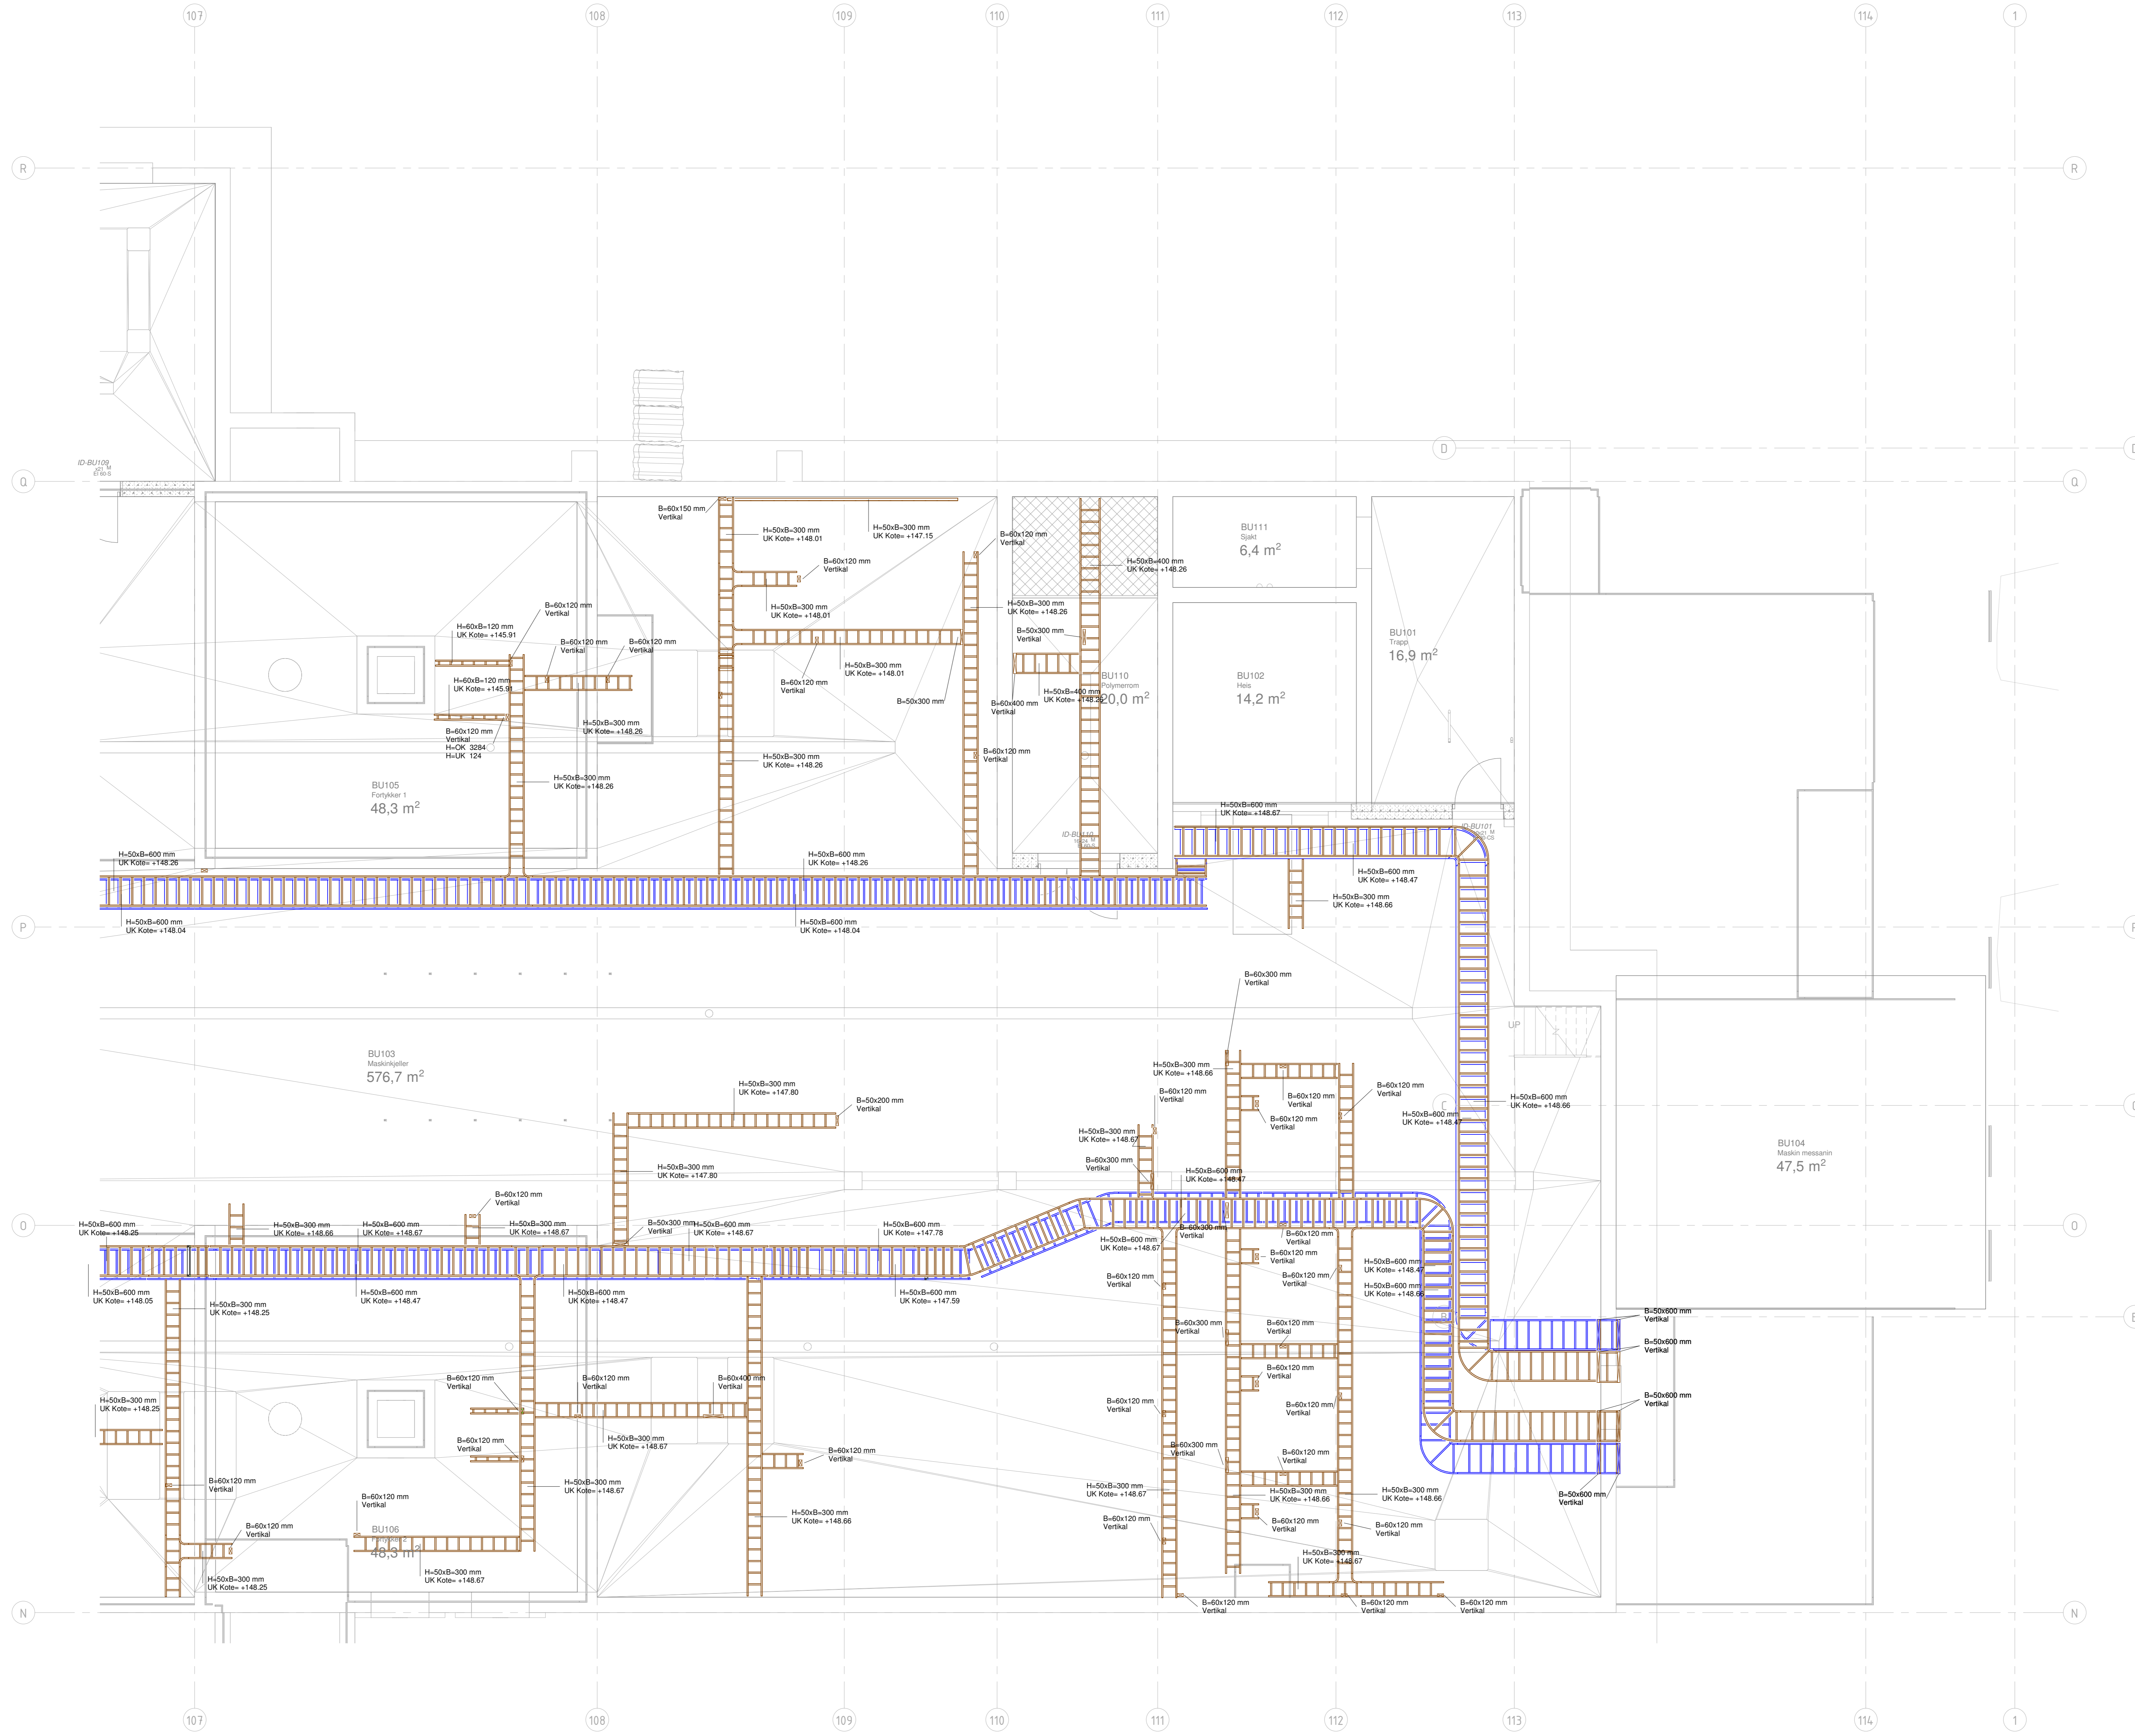 107
108
109
110
111
112
113
114
1
R
R
D
D
ID-BU109
x21 M
EI 60-S
Q
Q
B=60x150 mm
Vertikal
H=50xB=300 mm
UK Kote= +148.01
H=50xB=300 mm
UK Kote= +147.15
B=60x120 mm
Vertikal
B=60x120 mm
Vertikal
H=50xB=400 mm
UK Kote= +148.26
BU111
Sjakt
6,4 m2
H=50xB=300 mm
UK Kote= +148.01
H=50xB=300 mm
UK Kote= +148.26
B=60x120 mm
Vertikal
H=60xB=120 mm
UK Kote= +145.91
B=60x120 mm
Vertikal
B=60x120 mm
Vertikal
B=50x300 mm
Vertikal
BU101
Trapp
16,9 m2
H=50xB=300 mm
UK Kote= +148.01
H=60xB=120 mm
UK Kote= +145.91
B=60x120 mm
Vertikal
B=50x300 mm
B=60x400 mm
Vertikal
H=50xB=400 mm
UK Kote= +148.26
BU110
Polymerrom
20,0 m2
BU102
Heis
14,2 m2
H=50xB=300 mm
UK Kote= +148.26
B=60x120 mm
Vertikal
H=OK 3284
H=UK 124
B=60x120 mm
Vertikal
H=50xB=300 mm
UK Kote= +148.26
H=50xB=300 mm
UK Kote= +148.26
BU105
Fortykker 1
48,3 m2
H=50xB=600 mm
UK Kote= +148.67
ID-BU110
ID-BU101
H=50xB=600 mm
UK Kote= +148.26
H=50xB=600 mm
UK Kote= +148.26
H=50xB=600 mm
UK Kote= +148.47
H=50xB=300 mm
UK Kote= +148.66
H=50xB=600 mm
UK Kote= +148.04
H=50xB=600 mm
UK Kote= +148.04
P
B=60x300 mm
Vertikal
UP
BU103
Maskinkjeller
576,7 m2
H=50xB=300 mm
UK Kote= +148.66
H=50xB=300 mm
UK Kote= +147.80
B=50x200 mm
Vertikal
B=60x120 mm
Vertikal
B=60x120 mm
Vertikal
B=60x120 mm
Vertikal
H=50xB=600 mm
UK Kote= +148.66
C
H=50xB=600 mm
UK Kote= +148.47
B=60x120 mm
Vertikal
H=50xB=300 mm
UK Kote= +148.67
BU104
Maskin messanin
47,5 m2
B=60x300 mm
Vertikal
H=50xB=300 mm
UK Kote= +147.80
H=50xB=600 mm
UK Kote= +148.47
B=60x120 mm
Vertikal
O
O
H=50xB=600 mm
UK Kote= +148.25
H=50xB=300 mm
UK Kote= +148.66
H=50xB=600 mm
UK Kote= +148.67
H=50xB=300 mm
UK Kote= +148.67
B=50x300 mm
Vertikal
H=50xB=600 mm
UK Kote= +148.67
H=50xB=600 mm
UK Kote= +147.78
B=60x300 mm
Vertikal
H=50xB=600 mm
UK Kote= +148.67
B=60x120 mm
Vertikal
H=50xB=600 mm
UK Kote= +148.47
B=60x120 mm
Vertikal
B=60x120 mm
Vertikal
H=50xB=600 mm
UK Kote= +148.66
H=50xB=600 mm
UK Kote= +148.05
H=50xB=300 mm
UK Kote= +148.25
H=50xB=600 mm
UK Kote= +148.47
H=50xB=600 mm
UK Kote= +148.47
H=50xB=600 mm
UK Kote= +147.59
B=50x600 mm
Vertikal
B=60x300 mm
Vertikal
B=60x120 mm
Vertikal
B=50x600 mm
Vertikal
B=60x120 mm
Vertikal
B=60x120 mm
Vertikal
B=60x400 mm
Vertikal
B=60x120 mm
Vertikal
B=50x600 mm
Vertikal
H=50xB=300 mm
UK Kote= +148.25
B=60x120 mm
Vertikal
B=60x120 mm
Vertikal
H=50xB=300 mm
UK Kote= +148.67
B=60x120 mm
Vertikal
B=60x120 mm
Vertikal
B=60x300 mm
Vertikal
B=60x120 mm
Vertikal
B=60x120 mm
Vertikal
H=50xB=300 mm
UK Kote= +148.67
H=50xB=300 mm
UK Kote= +148.67
H=50xB=300 mm
UK Kote= +148.66
H=50xB=300 mm
UK Kote= +148.66
B=50x600 mm
Vertikal
B=60x120 mm
Vertikal
H=50xB=300 mm
UK Kote= +148.66
B=60x120 mm
Vertikal
B=60x120 mm
Vertikal
B=60x120 mm
Vertikal
B=60x120 mm
Vertikal
BU106
Fortykker 2
48,3 m2
H=50xB=300 mm
UK Kote= +148.67
H=50xB=300 mm
UK Kote= +148.25
H=50xB=300 mm
UK Kote= +148.67
B=60x120 mm
Vertikal
B=60x120 mm
Vertikal
B=60x120 mm
Vertikal
N
N
107
108
109
110
111
112
113
114
1